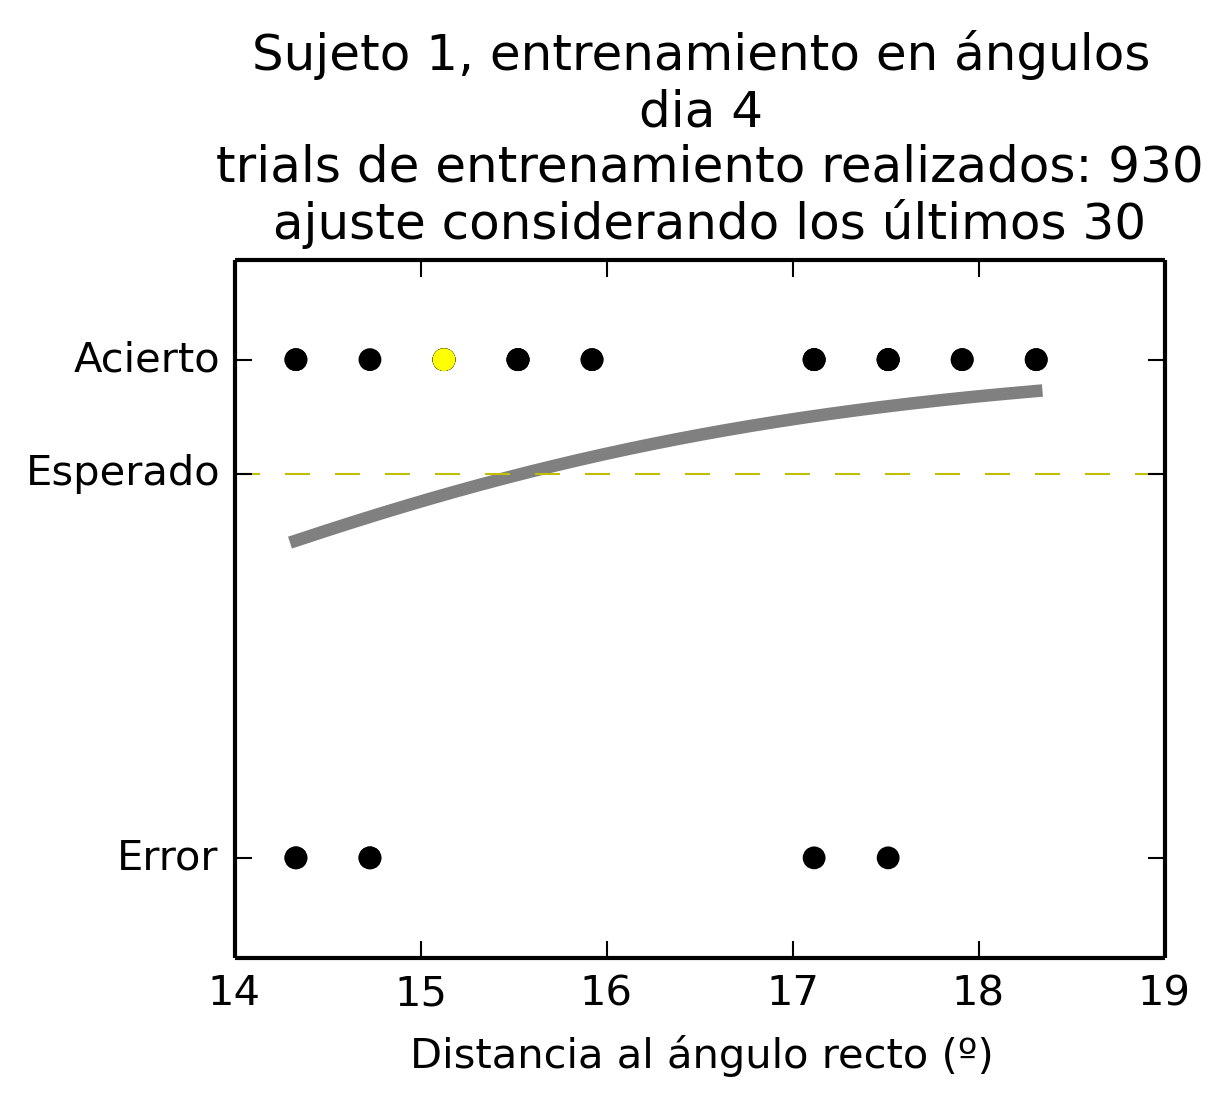 Sujeto 1, entrenamiento en ángulos
dia 4
trials de entrenamiento realizados: 930
ajuste considerando los últimos 30
Acierto
Esperado
Error
14 15 16 17 18 19
Distancia al ángulo recto (º)